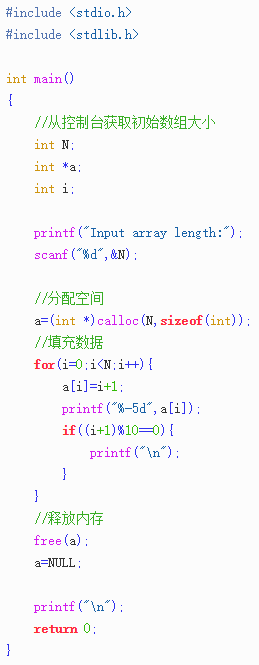 #include <stdio.h>
#include <stdlib.h>
int main()
{
//从控制台获取初始数组大小
int N;
int *a;
int i;
printf("Input array length:");
scanf("%d",&N);
//分配空间
a=(int *)calloc(N,sizeof(int));
//填充数据
for(i=0;i<N;i++){
a[i]=i+1;
printf("%-5d",a[i]);
if((i+1)%10==0){
printf("\n");
}
}
//释放内存
free(a);
a=NULL;
printf("\n");
return 0;
}